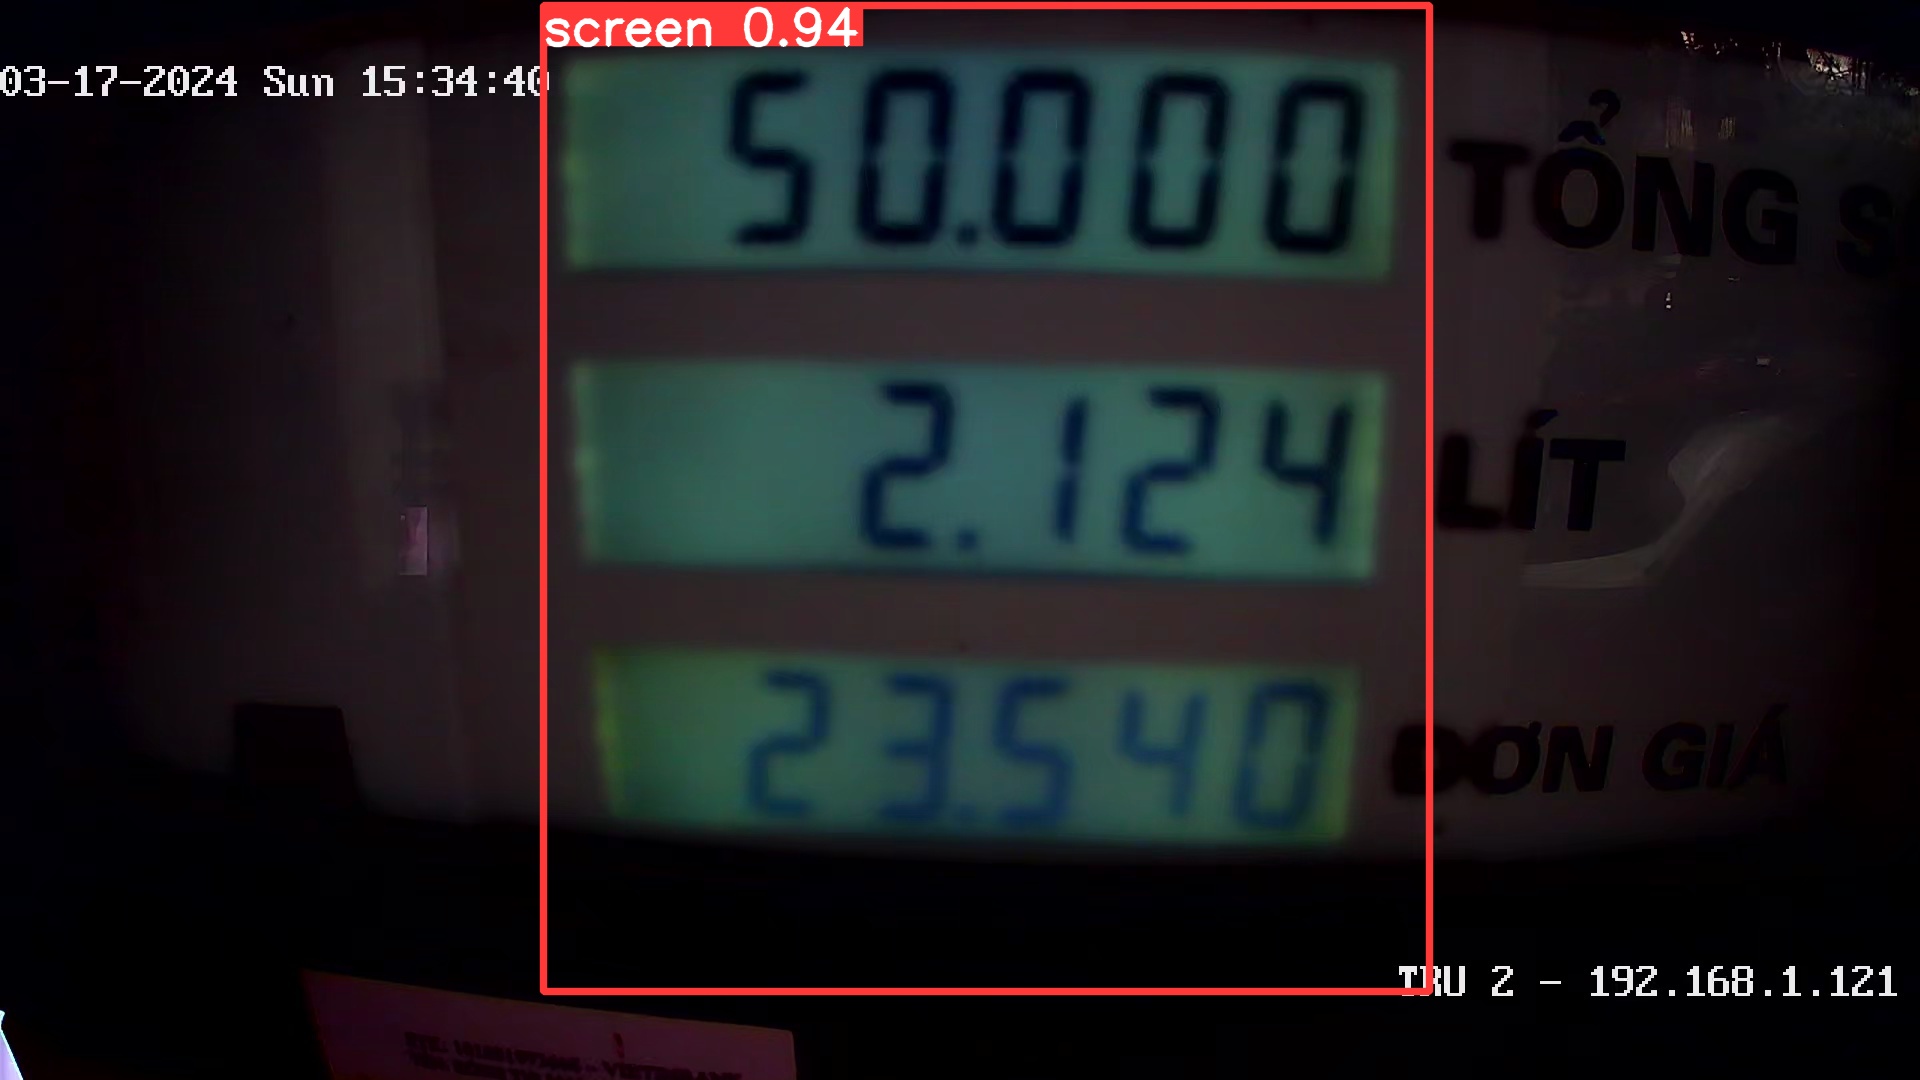 screen 0.94
03-17-2024 Sun 15:34:40
50.000
TỔNG S
2.124
LÍT
23.540
ĐƠN GIÁ
TRU 2 - 192.168.1.121